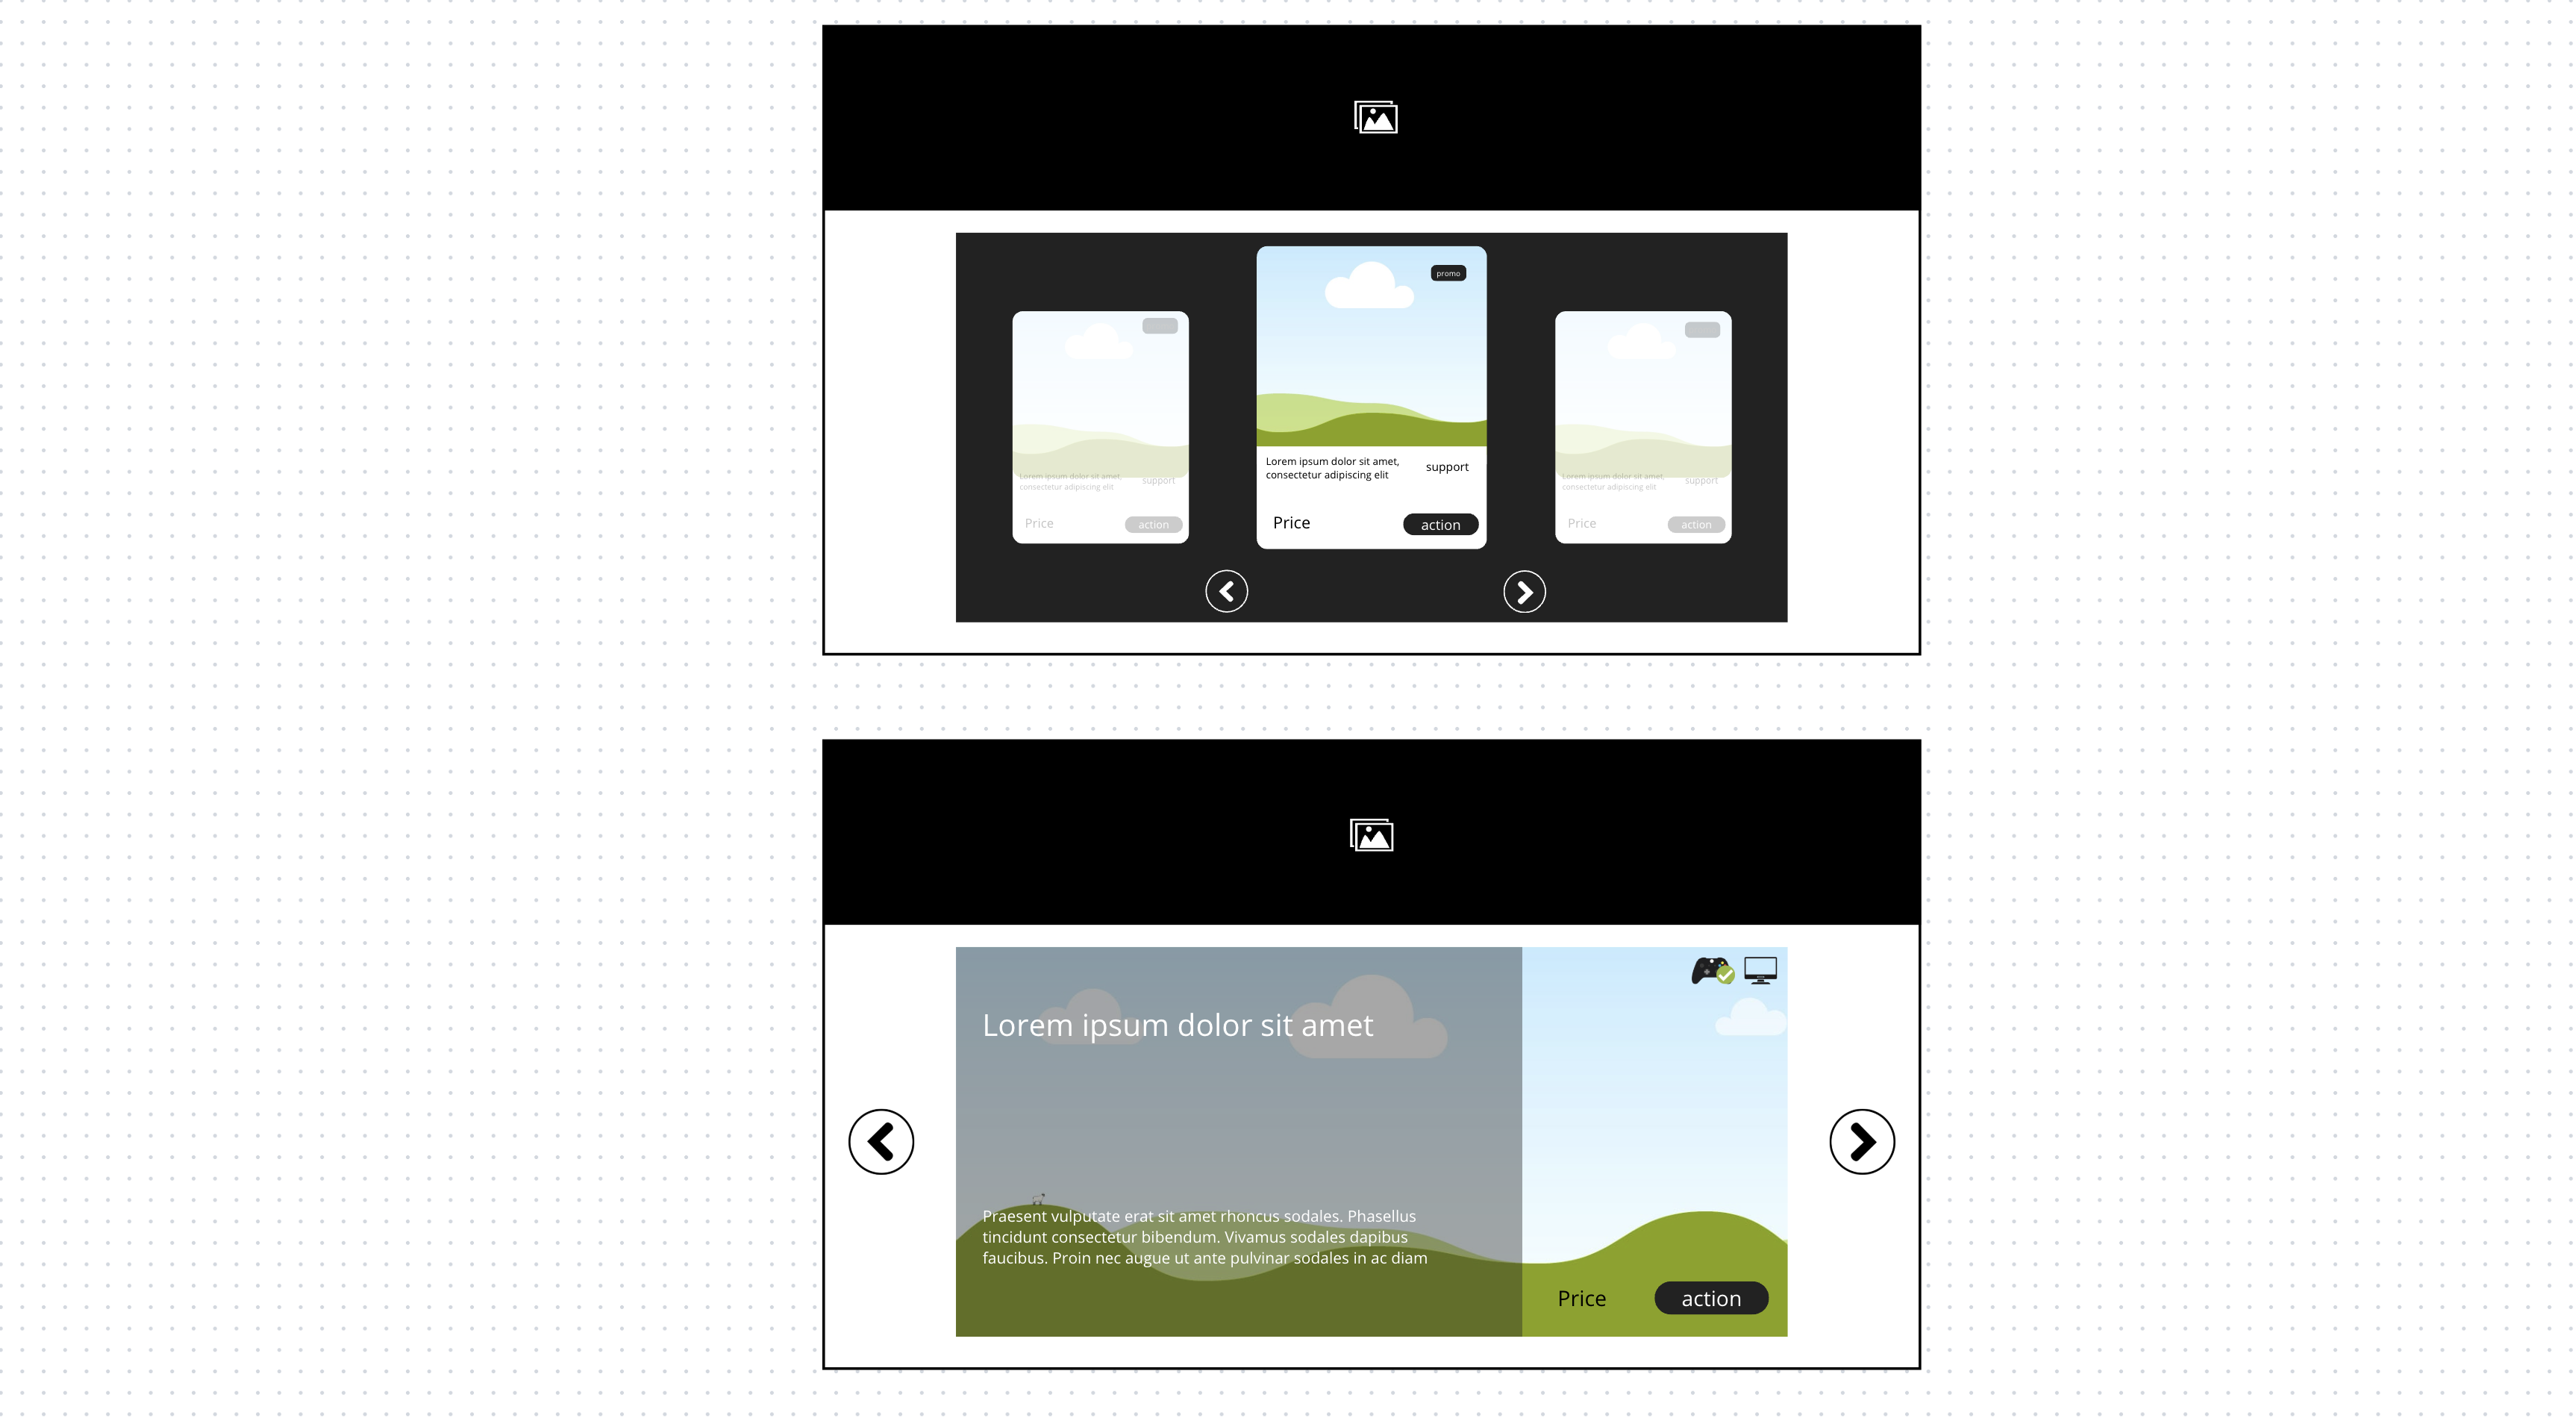 promo
Lorem ipsum dolor sit amet,
consectetur adipiscing elit
support
Price
action
Lorem ipsum dolor sit amet,
consectetur adipiscing elit
support
Price
action
Lorem ipsum dolor sit amet,
consectetur adipiscing elit
support
Price
action
Lorem ipsum dolor sit amet
Praesent vulputate erat sit amet rhoncus sodales. Phasellus
tincidunt consectetur bibendum. Vivamus sodales dapibus
faucibus. Proin nec augue ut ante pulvinar sodales in ac diam
Price
action